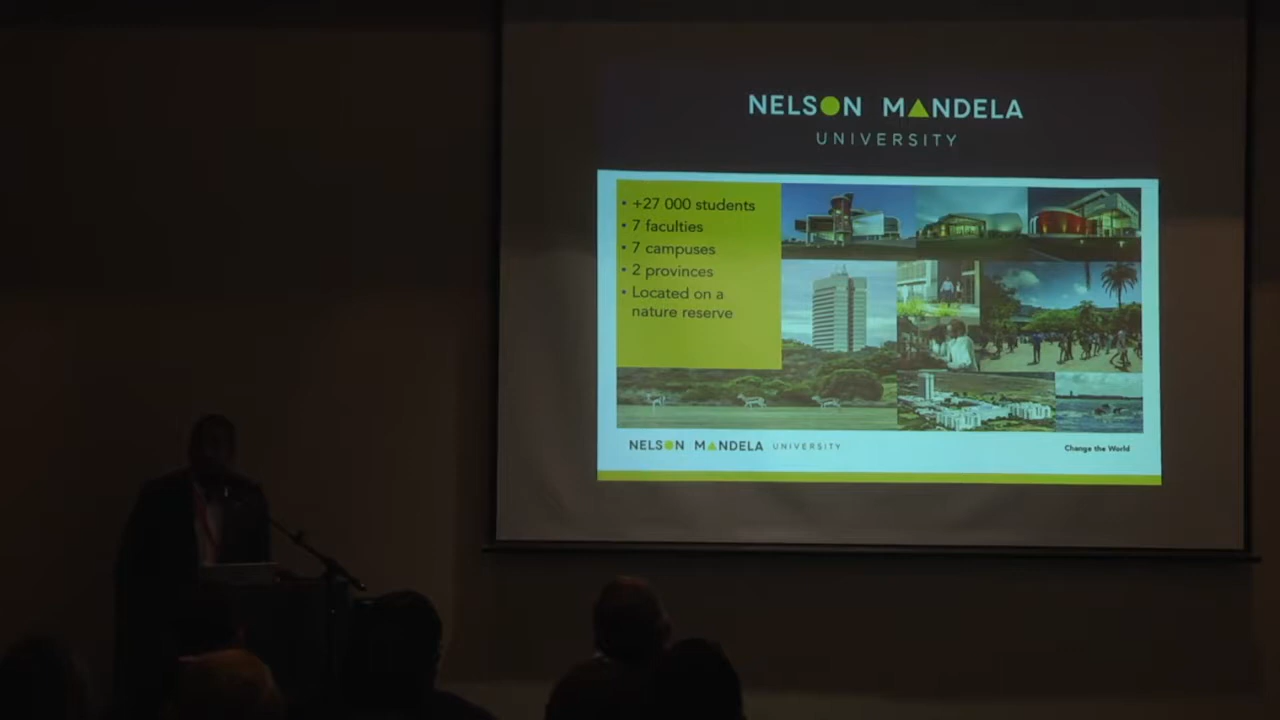 NELSON MANDELA
UNIVERSITY
• +27 000 students
• 7 faculties
• 7 campuses
• 2 provinces
• Located on a
nature reserve
NELSON MANDELA UNIVERSITY
Change the World